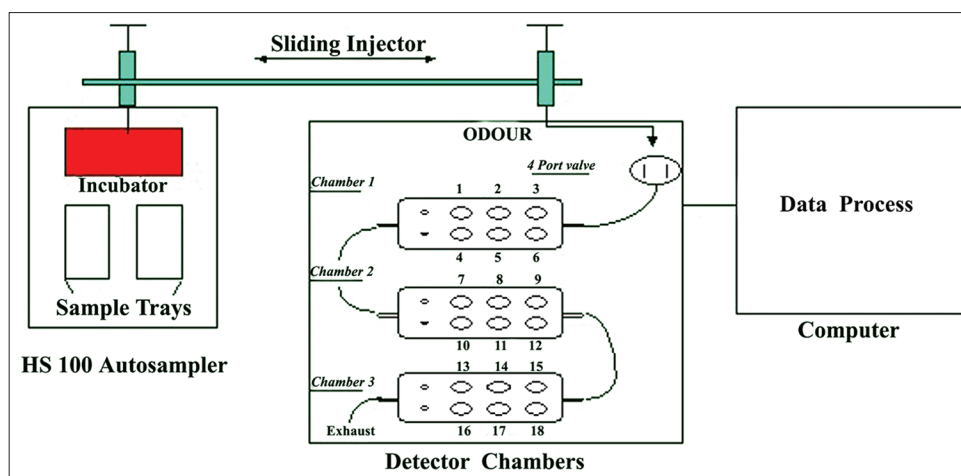 Sliding Injector
Incubator
Sample Trays
HS 100 Autosampler
ODOUR
4 Port valve
Chamber 1
1 2 3
4 5 6
Chamber 2
7 8 9
10 11 12
Chamber 3
13 14 15
Exhaust
16 17 18
Detector Chambers
Data Process
Computer